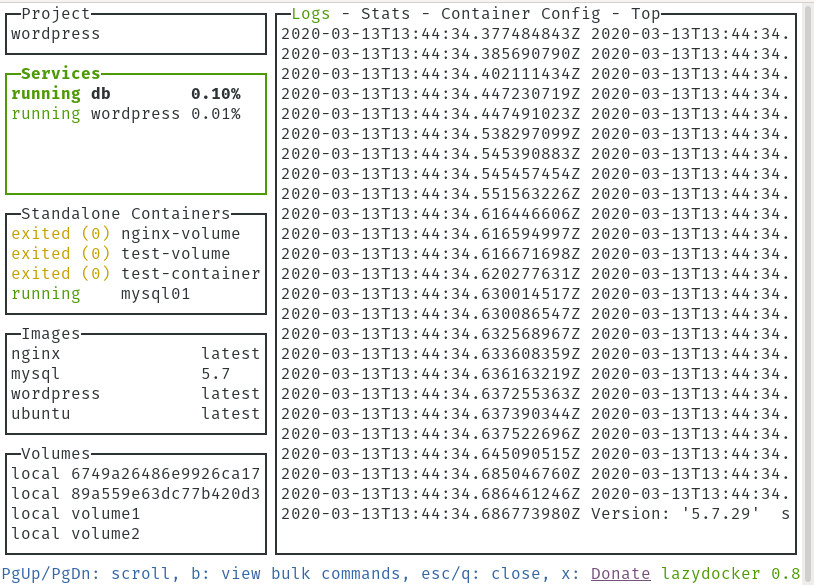 Project
wordpress
Services
running db 0.10%
running wordpress 0.01%
Standalone Containers
exited (0) nginx-volume
exited (0) test-volume
exited (0) test-container
running mysql01
Images
nginx latest
mysql 5.7
wordpress latest
ubuntu latest
Volumes
local 6749a26486e9926ca17
local 89a559e63dc77b420d3
local volume1
local volume2
Logs - Stats - Container Config - Top
2020-03-13T13:44:34.377484843Z 2020-03-13T13:44:34.
2020-03-13T13:44:34.385690790Z 2020-03-13T13:44:34.
2020-03-13T13:44:34.402111434Z 2020-03-13T13:44:34.
2020-03-13T13:44:34.447230719Z 2020-03-13T13:44:34.
2020-03-13T13:44:34.447491023Z 2020-03-13T13:44:34.
2020-03-13T13:44:34.538297099Z 2020-03-13T13:44:34.
2020-03-13T13:44:34.545390883Z 2020-03-13T13:44:34.
2020-03-13T13:44:34.545457454Z 2020-03-13T13:44:34.
2020-03-13T13:44:34.551563226Z 2020-03-13T13:44:34.
2020-03-13T13:44:34.616446606Z 2020-03-13T13:44:34.
2020-03-13T13:44:34.616594997Z 2020-03-13T13:44:34.
2020-03-13T13:44:34.616671698Z 2020-03-13T13:44:34.
2020-03-13T13:44:34.620277631Z 2020-03-13T13:44:34.
2020-03-13T13:44:34.630014517Z 2020-03-13T13:44:34.
2020-03-13T13:44:34.630086547Z 2020-03-13T13:44:34.
2020-03-13T13:44:34.632568967Z 2020-03-13T13:44:34.
2020-03-13T13:44:34.633608359Z 2020-03-13T13:44:34.
2020-03-13T13:44:34.636163219Z 2020-03-13T13:44:34.
2020-03-13T13:44:34.637255363Z 2020-03-13T13:44:34.
2020-03-13T13:44:34.637390344Z 2020-03-13T13:44:34.
2020-03-13T13:44:34.637522696Z 2020-03-13T13:44:34.
2020-03-13T13:44:34.645090515Z 2020-03-13T13:44:34.
2020-03-13T13:44:34.685046760Z 2020-03-13T13:44:34.
2020-03-13T13:44:34.686461246Z 2020-03-13T13:44:34.
2020-03-13T13:44:34.686773980Z Version: '5.7.29' s
PgUp/PgDn: scroll, b: view bulk commands, esc/q: close, x: Donate lazydocker 0.8